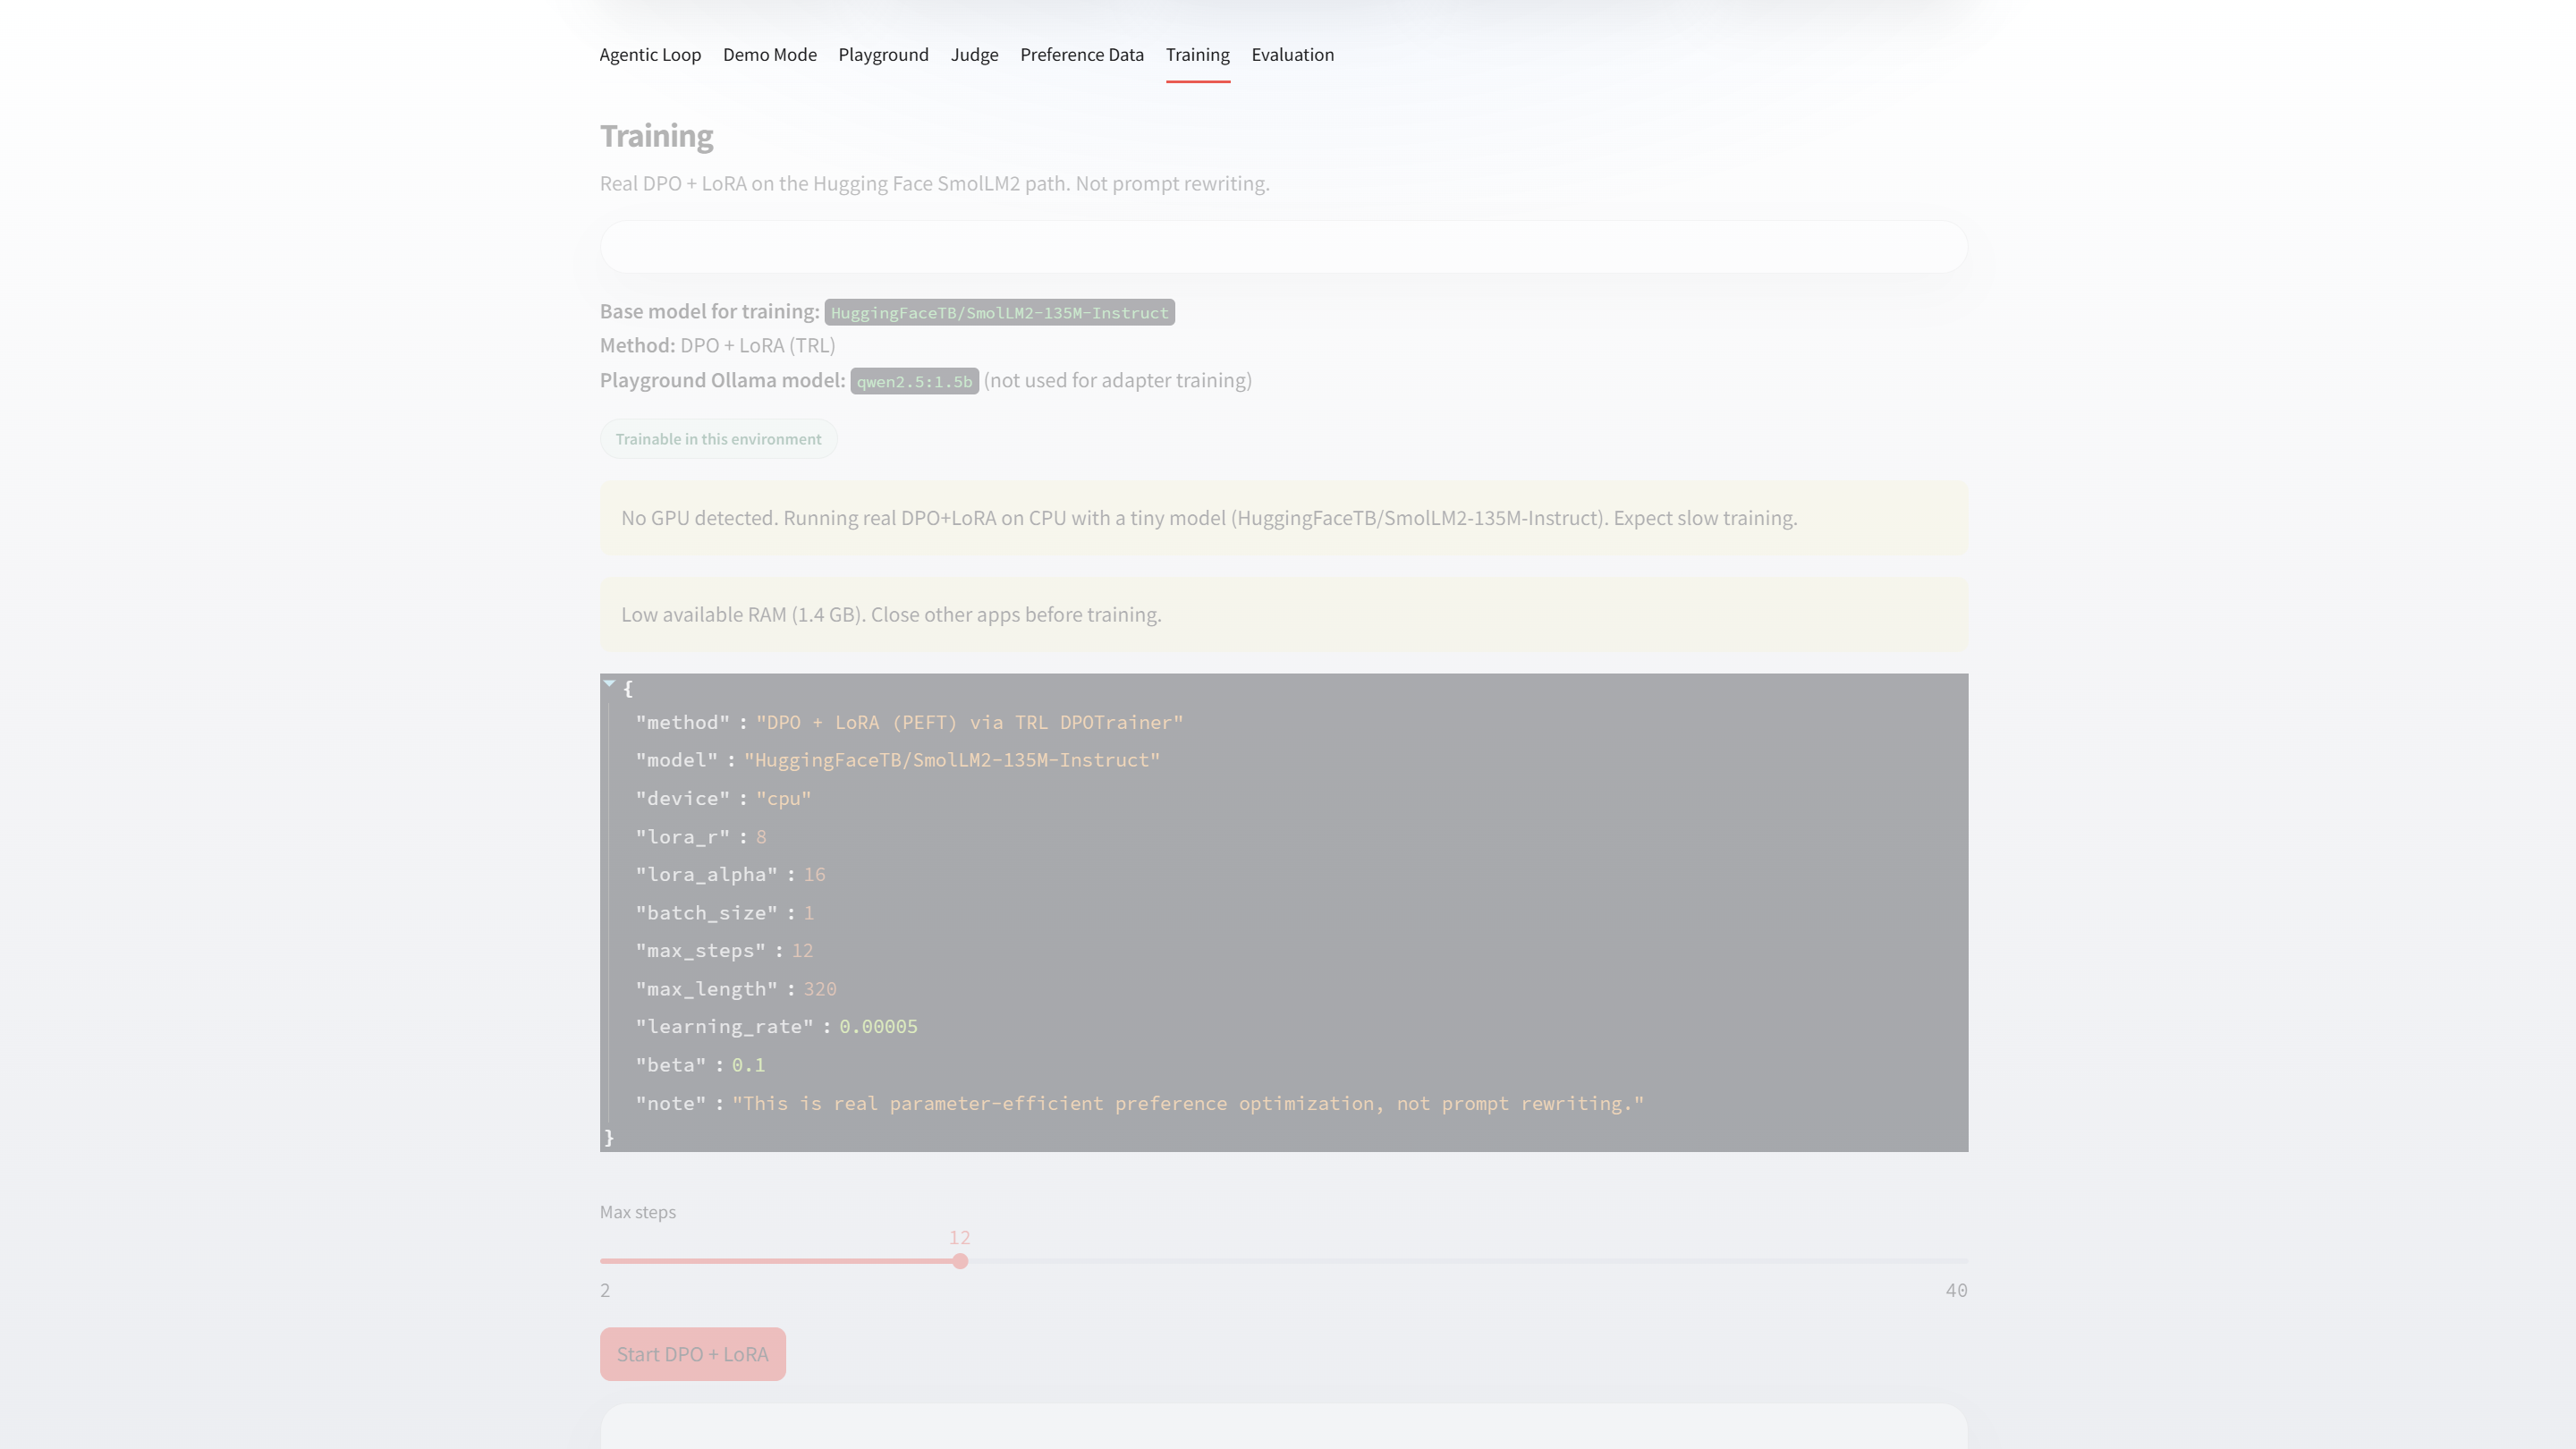 Agentic Loop Demo Mode Playground Judge Preference Data Training Evaluation
Training
Real DPO + LoRA on the Hugging Face SmolLM2 path. Not prompt rewriting.
Base model for training: HuggingFaceTB/SmolLM2-135M-Instruct
Method: DPO + LoRA (TRL)
Playground Ollama model: qwen2.5:1.5b (not used for adapter training)
Trainable in this environment
No GPU detected. Running real DPO+LoRA on CPU with a tiny model (HuggingFaceTB/SmolLM2-135M-Instruct). Expect slow training.
Low available RAM (1.4 GB). Close other apps before training.
{
"method" : "DPO + LoRA (PEFT) via TRL DPOTrainer"
"model" : "HuggingFaceTB/SmolLM2-135M-Instruct"
"device" : "cpu"
"lora_r" : 8
"lora_alpha" : 16
"batch_size" : 1
"max_steps" : 12
"max_length" : 320
"learning_rate" : 0.00005
"beta" : 0.1
"note" : "This is real parameter-efficient preference optimization, not prompt rewriting."
}
Max steps
12
2 40
Start DPO + LoRA